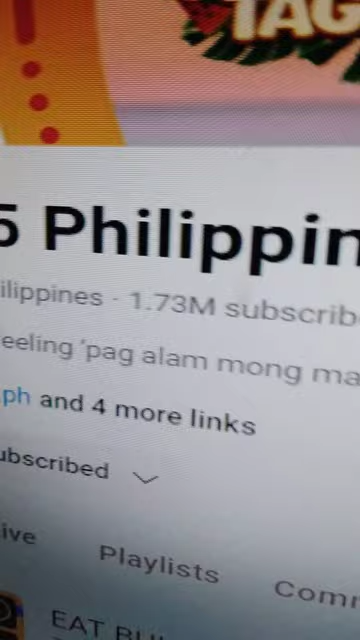 TAG
5 Philippin
ilippines · 1.73M subscrib
eeling 'pag alam mong ma
.ph and 4 more links
ubscribed
ive Playlists Comm
EAT BU